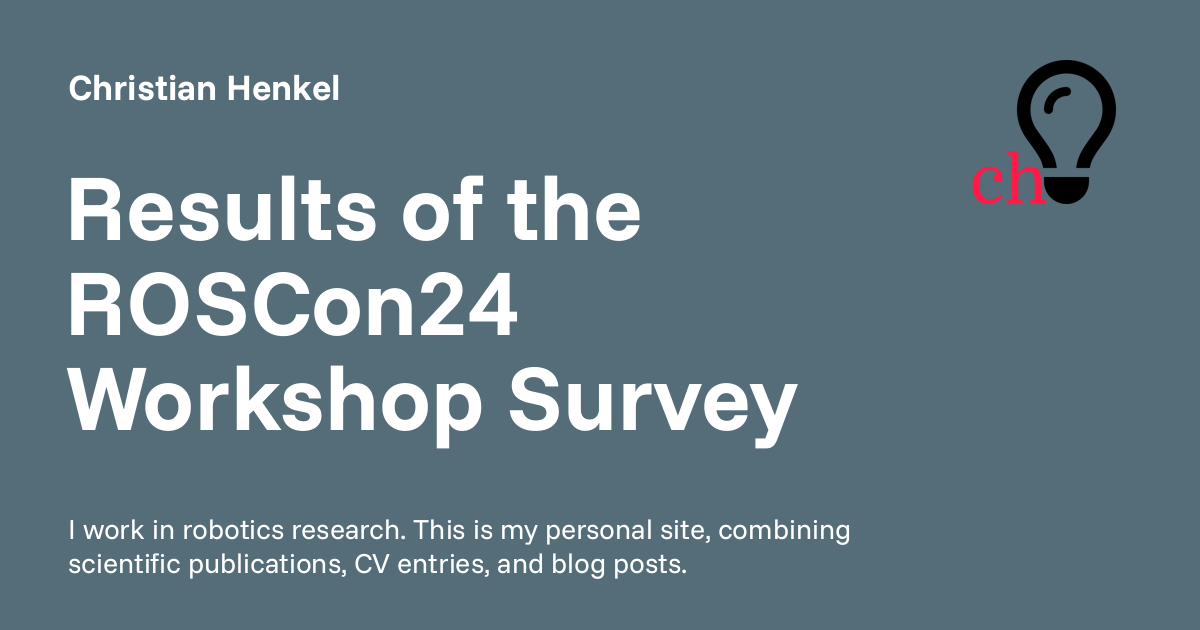 Christian Henkel
ch
Results of the
ROSCon24
Workshop Survey
I work in robotics research. This is my personal site, combining
scientific publications, CV entries, and blog posts.